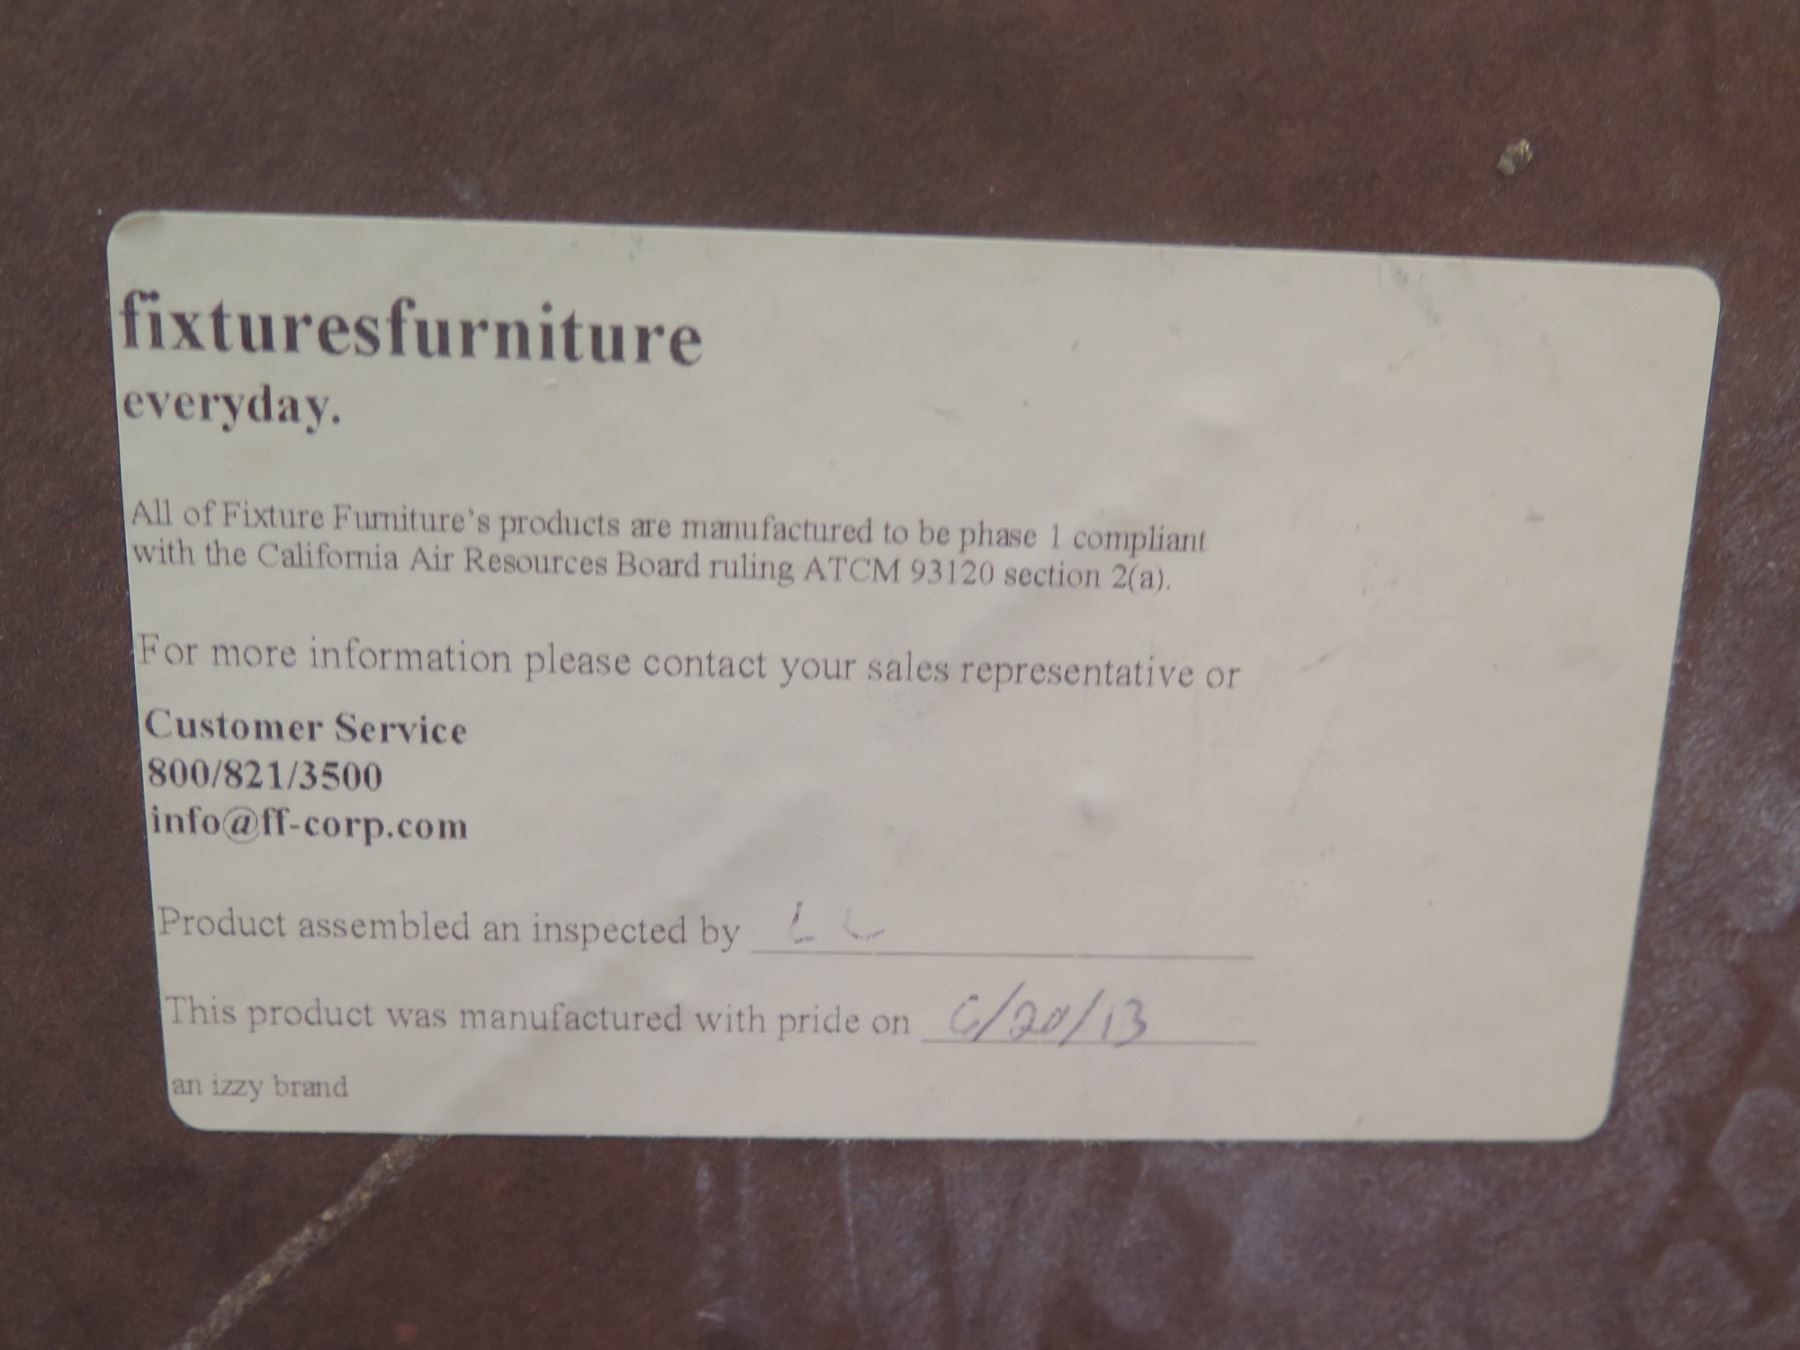 fixturesfurniture
everyday.
All of Fixture Furniture's products are manufactured to be phase 1 compliant
with the California Air Resources Board ruling ATCM 93120 section 2(a).
For more information please contact your sales representative or
Customer Service
800/821/3500
info@ff-corp.com
Product assembled an inspected by LC
This product was manufactured with pride on 6/20/13
an izzy brand